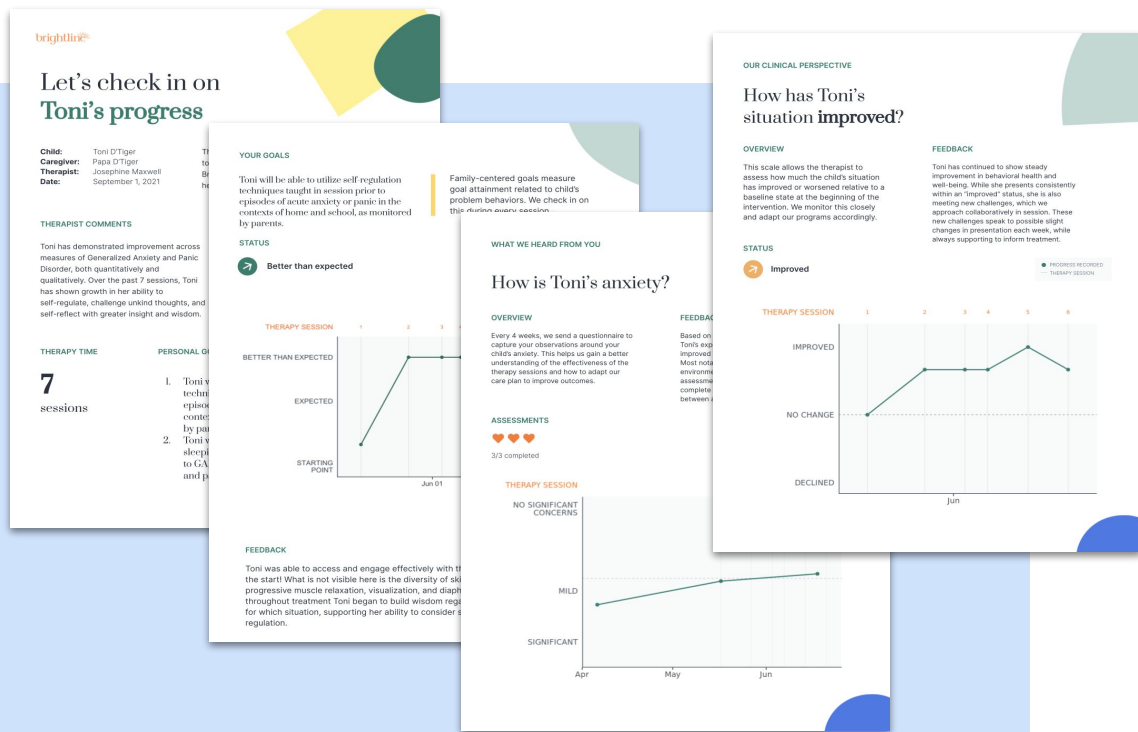 brightline
Let's check in on
Toni's progress
Child: Toni D'Tiger
Caregiver: Papa D'Tiger
Therapist: Josephine Maxwell
Date: September 1, 2021
THERAPIST COMMENTS
Toni has demonstrated improvement across
measures of Generalized Anxiety and Panic
Disorder, both quantitatively and
qualitatively. Over the past 7 sessions, Toni
has shown growth in her ability to
self-regulate, challenge unkind thoughts, and
self-reflect with greater insight and wisdom.
THERAPY TIME
7
sessions
PERSONAL
1. Toni
2. Toni
to GA
and
by
YOUR GOALS
Toni will be able to utilize self-regulation
techniques taught in session prior to
episodes of acute anxiety or panic in the
contexts of home and school, as monitored
by parents.
Family-centered goals measure
goal attainment related to child's
problem behaviors. We check in on
this during every session
STATUS
Better than expected
THERAPY SESSION 1 2 3
BETTER THAN EXPECTED
EXPECTED
STARTING
POINT
Jun 01
FEEDBACK
Toni was able to access and engage effectively with
the start! What is not visible here is the diversity of
progressive muscle relaxation, visualization, and
throughout treatment Toni began to build wisdom
for which situation, supporting her ability to consider
regulation.
WHAT WE HEARD FROM YOU
How is Toni's anxiety?
OVERVIEW
Every 4 weeks, we send a questionnaire to
capture your observations around your
child's anxiety. This helps us gain a better
understanding of the effectiveness of the
therapy sessions and how to adapt our
care plan to improve outcomes.
Based on
Toni's
improved
Most
complete
between
ASSESSMENTS
3/3 completed
THERAPY SESSION
NO SIGNIFICANT
CONCERNS
MILD
SIGNIFICANT
Apr May Jun
OUR CLINICAL PERSPECTIVE
How has Toni's
situation improved?
OVERVIEW
This scale allows the therapist to
assess how much the child's situation
has improved or worsened relative to a
baseline state at the beginning of the
intervention. We monitor this closely
and adapt our programs accordingly.
FEEDBACK
Toni has continued to show steady
improvement in behavioral health and
well-being. While she presents consistently
within an "improved" status, she is also
meeting new challenges, which we
approach collaboratively in session. These
new challenges speak to possible slight
changes in presentation each week, while
always supporting to inform treatment.
STATUS
Improved
PROGRESS RECORDED
THERAPY SESSION
THERAPY SESSION 1 2 3 4 5 6
IMPROVED
NO CHANGE
DECLINED
Jun